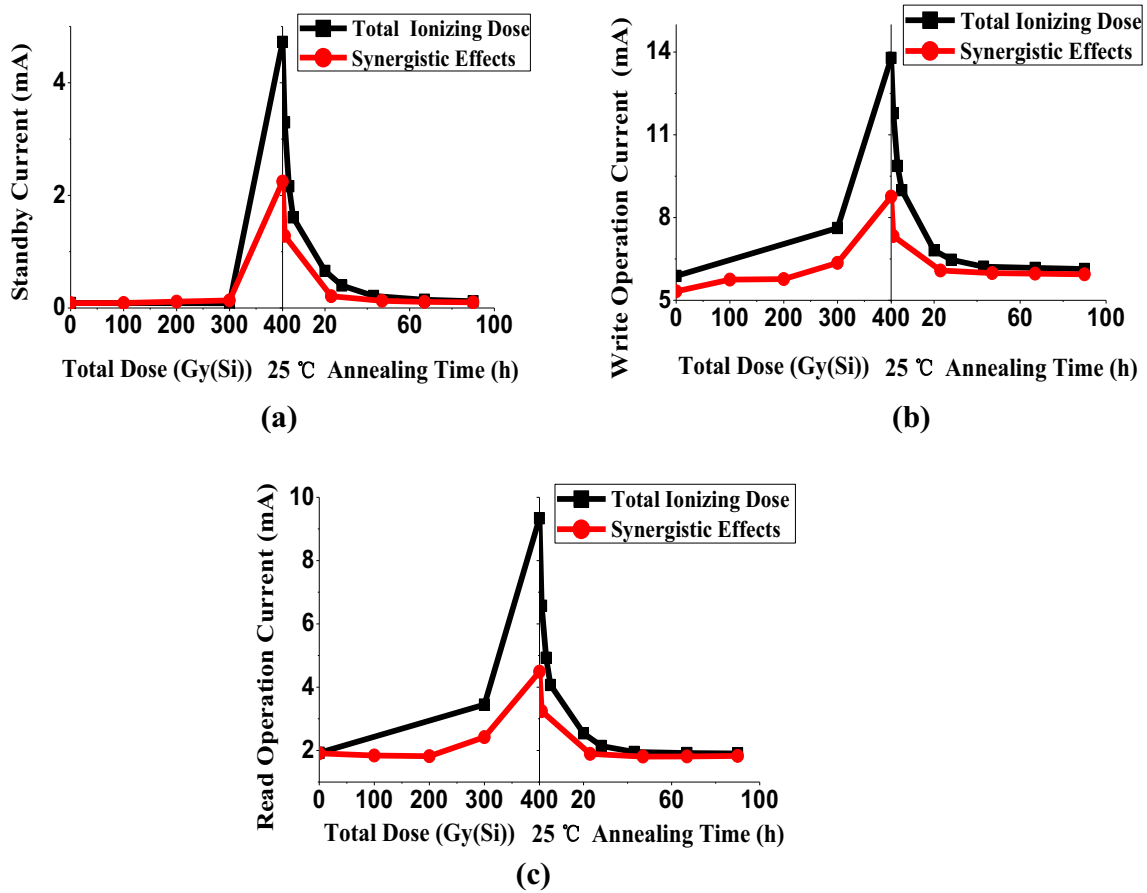 Total Ionizing Dose
Synergistic Effects
Standby Current (mA)
4
2
0
0 100 200 300 400 20 60 100
Total Dose (Gy(Si)) 25 ℃ Annealing Time (h)
(a)
Total Ionizing Dose
Synergistic Effects
Write Operation Current (mA)
14
11
8
5
0 100 200 300 400 20 60 100
Total Dose (Gy(Si)) 25 ℃ Annealing Time (h)
(b)
Total Ionizing Dose
Synergistic Effects
Read Operation Current (mA)
10
8
6
4
2
0 100 200 300 400 20 60 100
Total Dose (Gy(Si)) 25 ℃ Annealing Time (h)
(c)